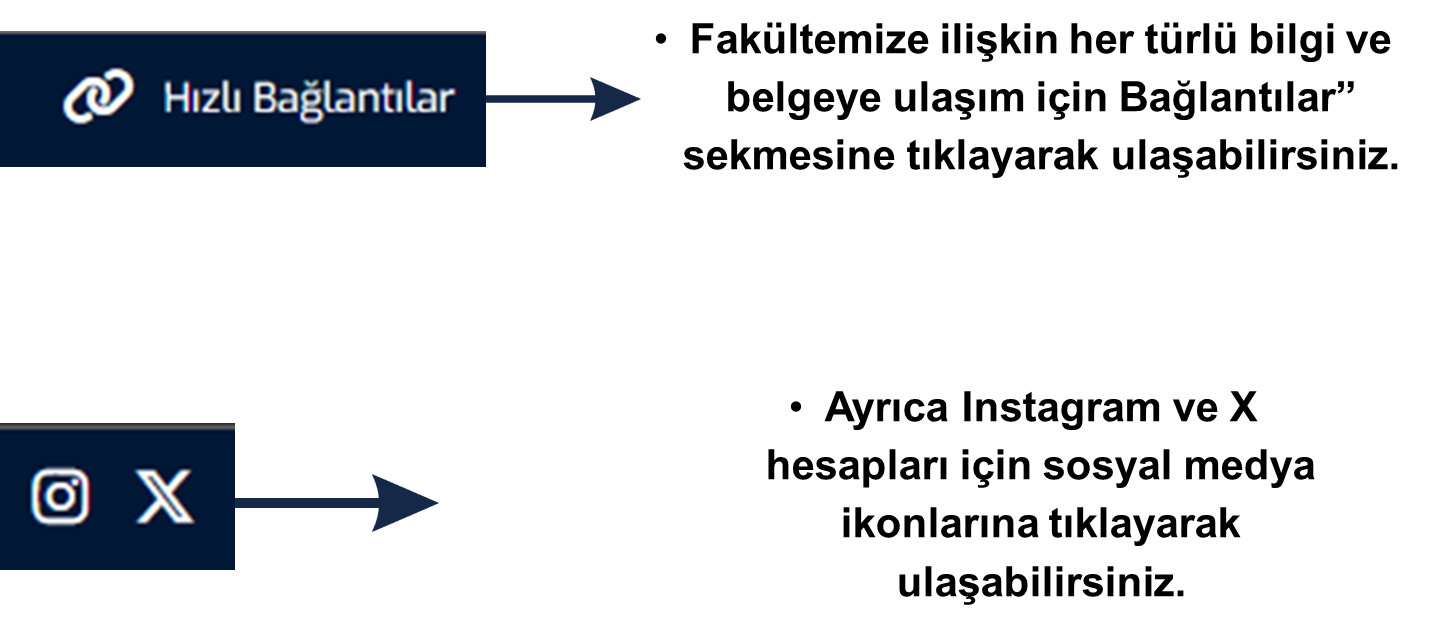 Hızlı Bağlantılar
• Fakültemize ilişkin her türlü bilgi ve
belgeye ulaşım için Bağlantılar”
sekmesine tıklayarak ulaşabilirsiniz.
• Ayrıca Instagram ve X
hesapları için sosyal medya
ikonlarına tıklayarak
ulaşabilirsiniz.